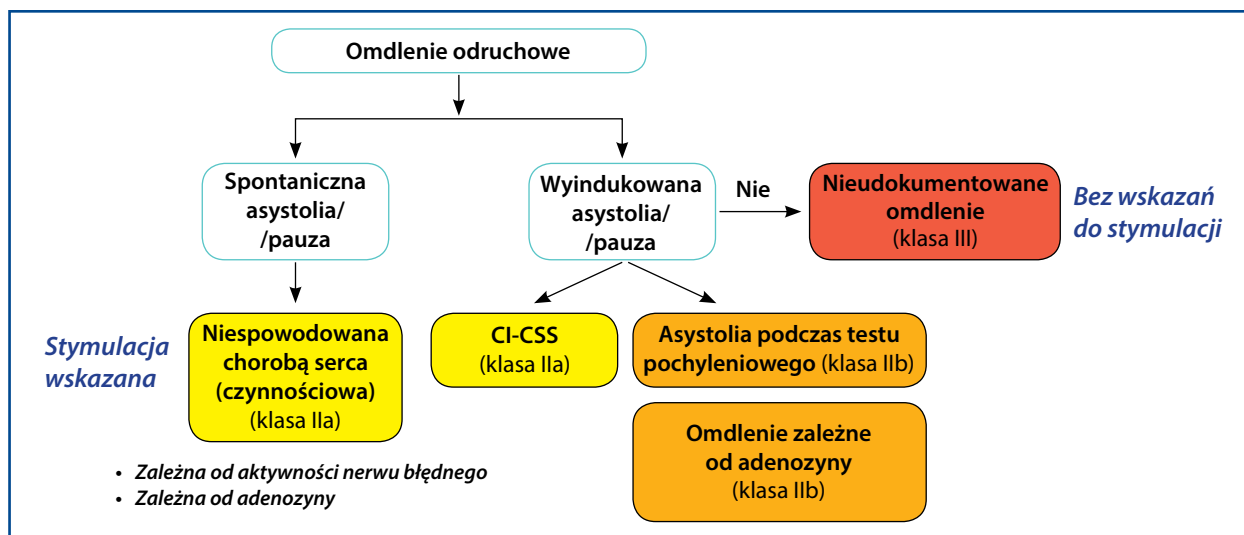 Omdlenie odruchowe
Spontaniczna
asystolia/
/pauza
Wyindukowana
asystolia/
/pauza
Nie
Nieudokumentowane
omdlenie
(klasa III)
Bez wskazań
do stymulacji
Stymulacja
wskazana
Niespowodowana
chorobą serca
(czynnościowa)
(klasa IIa)
CI-CSS
(klasa IIa)
Asystolia podczas testu
pochyleniowego (klasa IIb)
Omdlenie zależne
od adenozyny
(klasa IIb)
• Zależna od aktywności nerwu błędnego
• Zależna od adenozyny